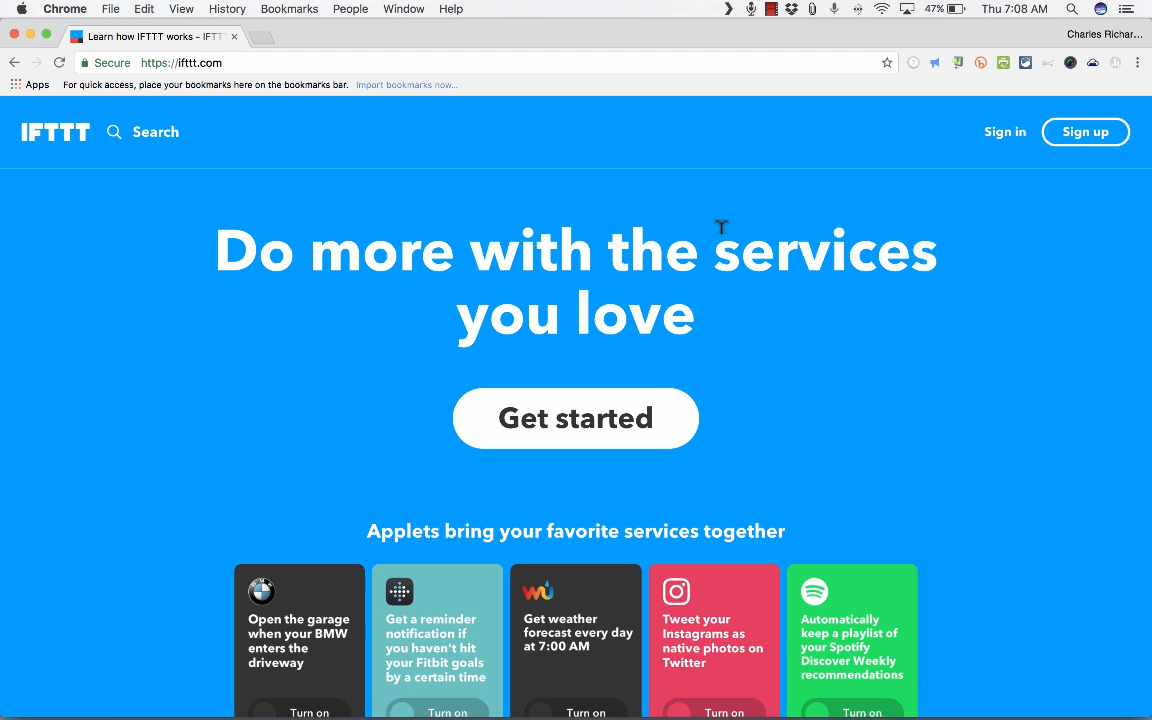 Chrome File Edit View History Bookmarks People Window Help 47% Thu 7:08 AM
Learn how IFTTT works - IFTT Charles Richar...
Secure https://ifttt.com
Apps For quick access, place your bookmarks here on the bookmarks bar. Import bookmarks now...
IFTTT Search Sign in Sign up
Do more with the services
you love
Get started
Applets bring your favorite services together
Open the garage
when your BMW
enters the
driveway
Turn on
Get a reminder
notification if
you haven't hit
your Fitbit goals
by a certain time
Turn on
Get weather
forecast every day
at 7:00 AM
Turn on
Tweet your
Instagrams as
native photos on
Twitter
Turn on
Automatically
keep a playlist of
your Spotify
Discover Weekly
recommendations
Turn on